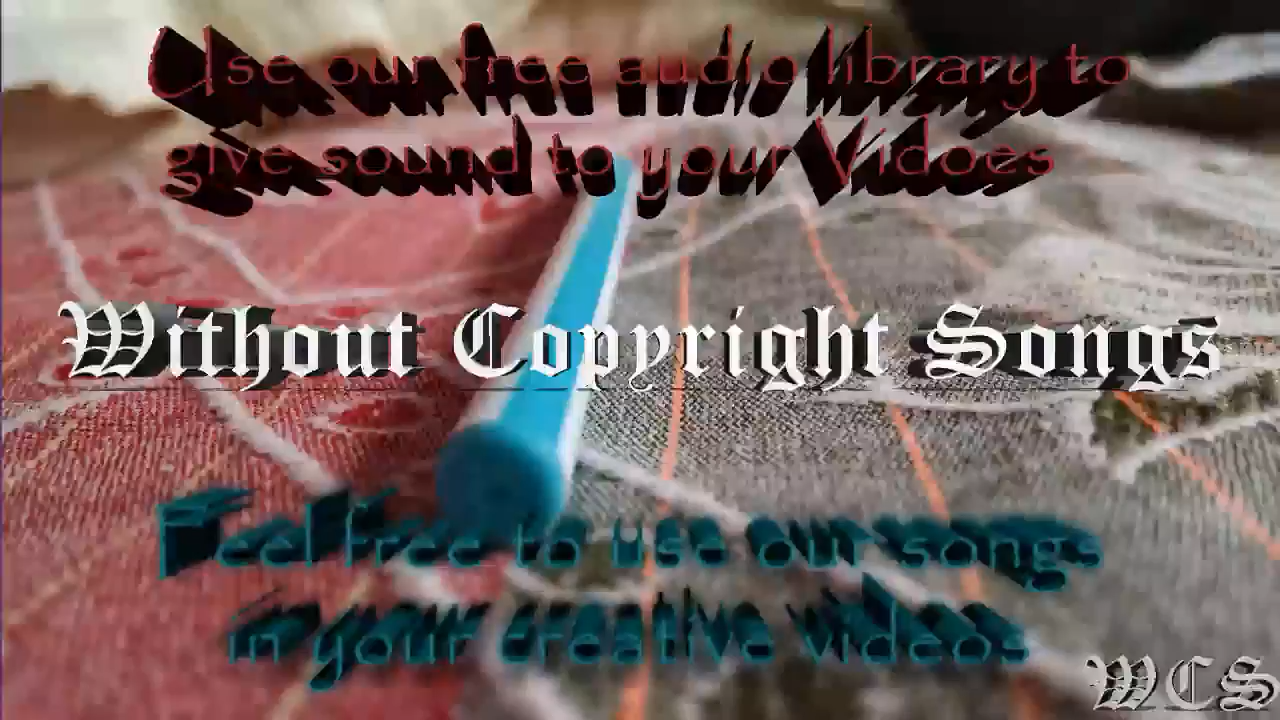 Use our free audio library to
give sound to your Vidoes
Without Copyright Songs
Feel free to use our songs
in your creative videos
WCS